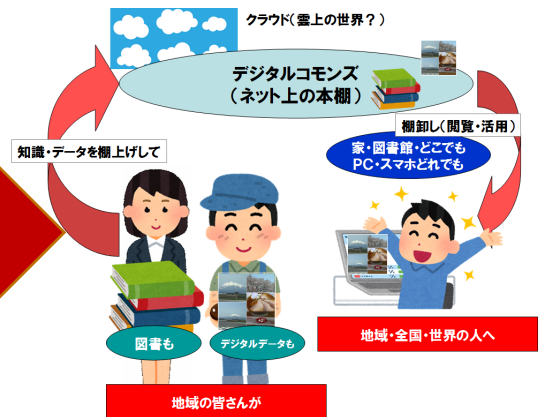 クラウド（雲上の世界？）
デジタルコモンズ
（ネット上の本棚）
棚卸し（閲覧・活用）
家・図書館・どこでも
PC・スマホどれでも
知識・データを棚上げして
図書も
デジタルデータも
地域の皆さんが
地域・全国・世界の人へ